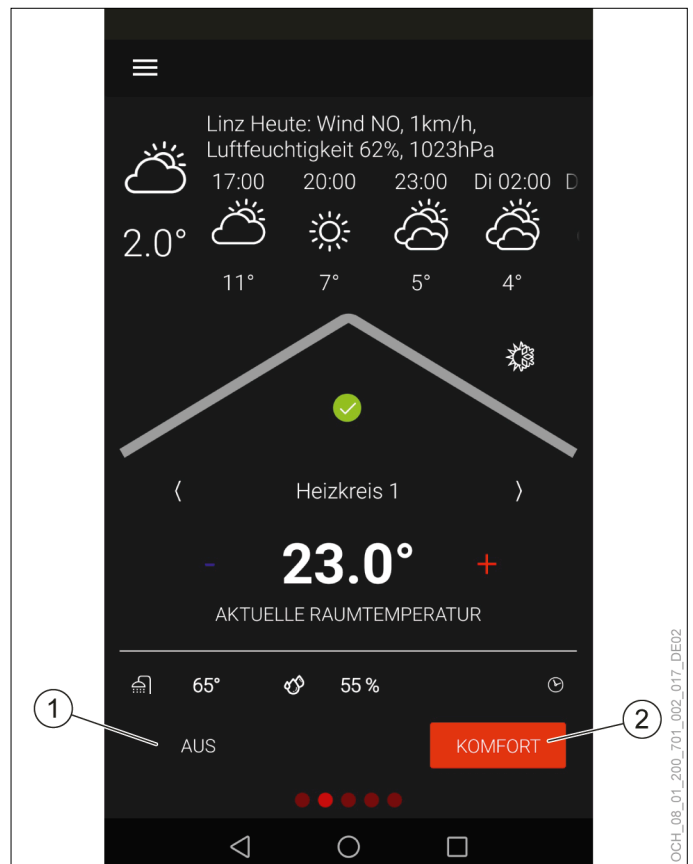 Linz Heute: Wind NO, 1km/h,
Luftfeuchtigkeit 62%, 1023hPa
17:00 20:00 23:00 Di 02:00 D
2.0°
11° 7° 5° 4°
⟨ Heizkreis 1 ⟩
- 23.0° +
AKTUELLE RAUMTEMPERATUR
65° 55 %
1
2
AUS KOMFORT
OCH_08_01_200_701_002_017_DE02